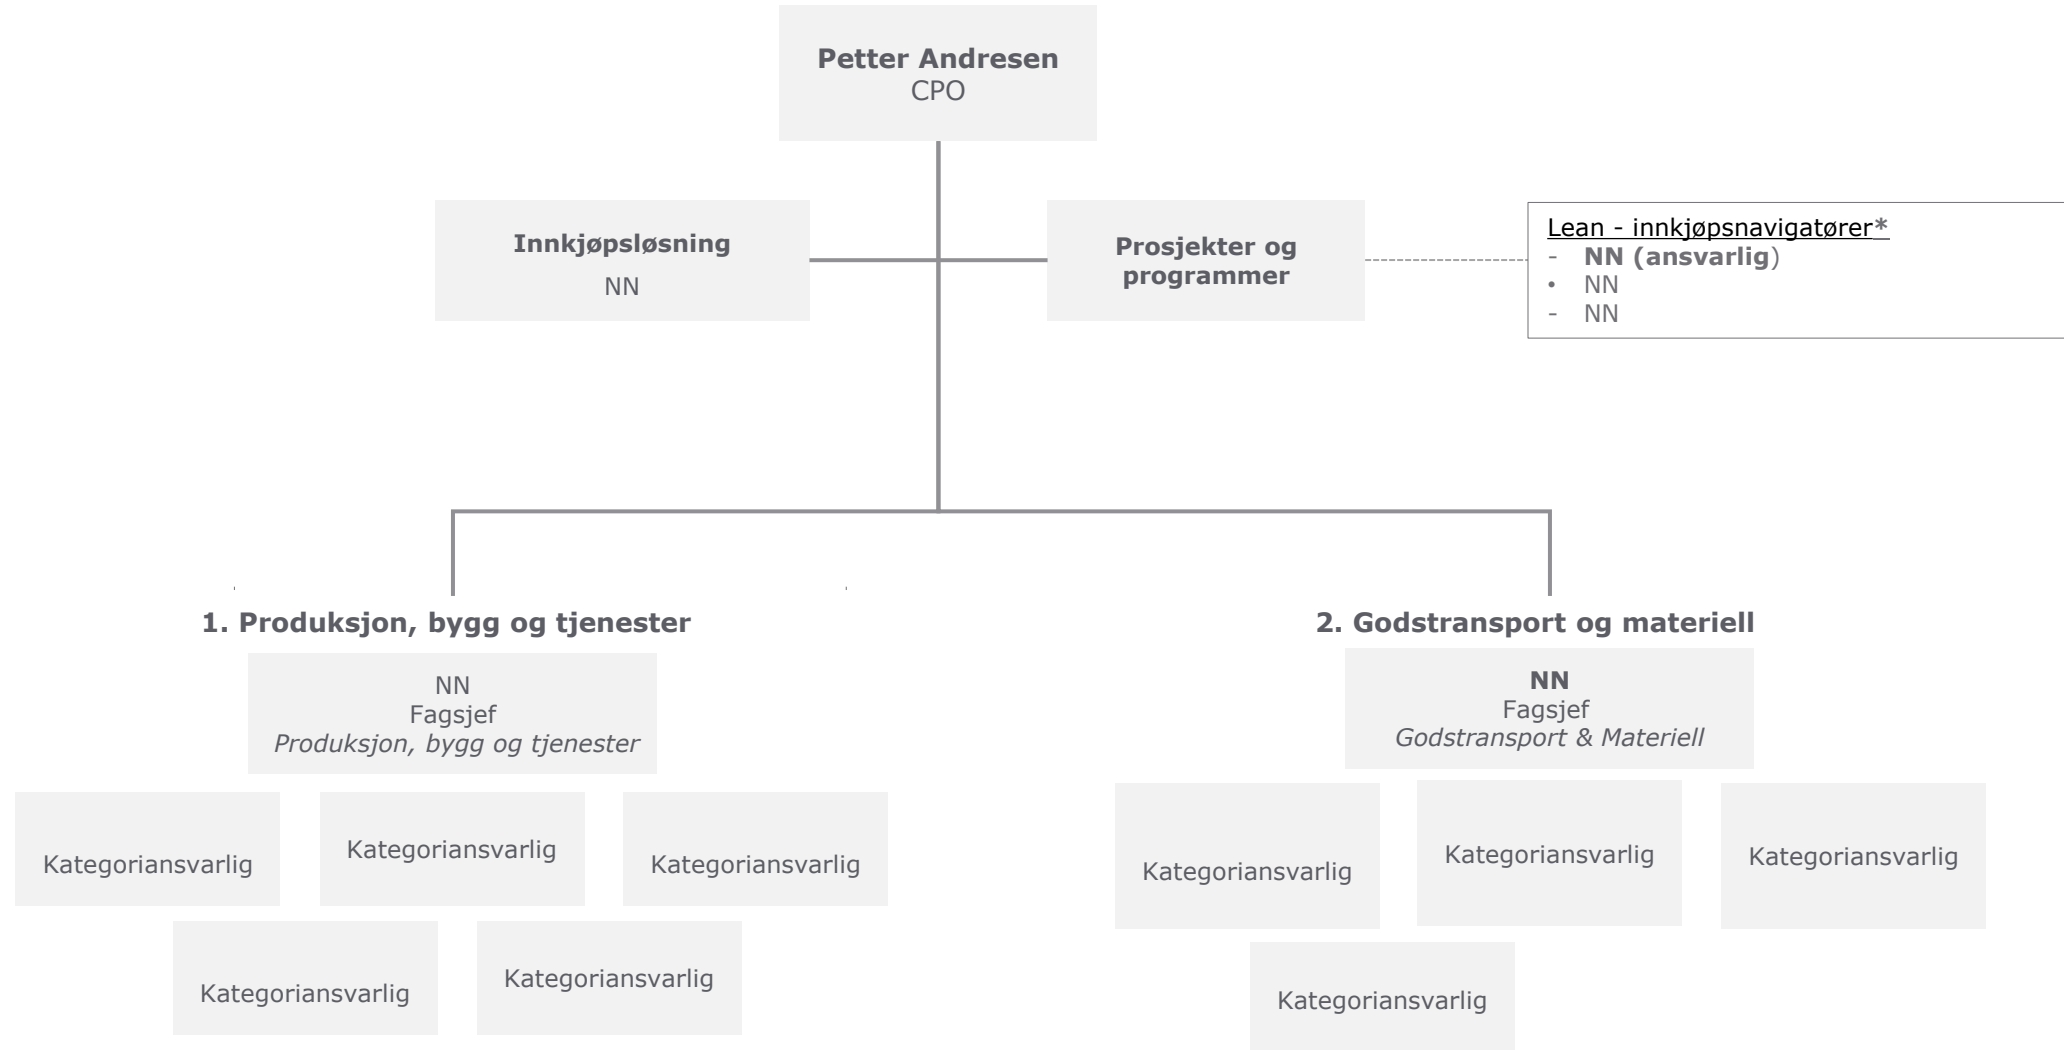 Petter Andresen
CPO
Innkjøpsløsning
NN
Prosjekter og
programmer
Lean - innkjøpsnavigatører*
- NN (ansvarlig)
• NN
- NN
1. Produksjon, bygg og tjenester
NN
Fagsjef
Produksjon, bygg og tjenester
Kategoriansvarlig
Kategoriansvarlig
Kategoriansvarlig
Kategoriansvarlig
Kategoriansvarlig
2. Godstransport og materiell
NN
Fagsjef
Godstransport & Materiell
Kategoriansvarlig
Kategoriansvarlig
Kategoriansvarlig
Kategoriansvarlig